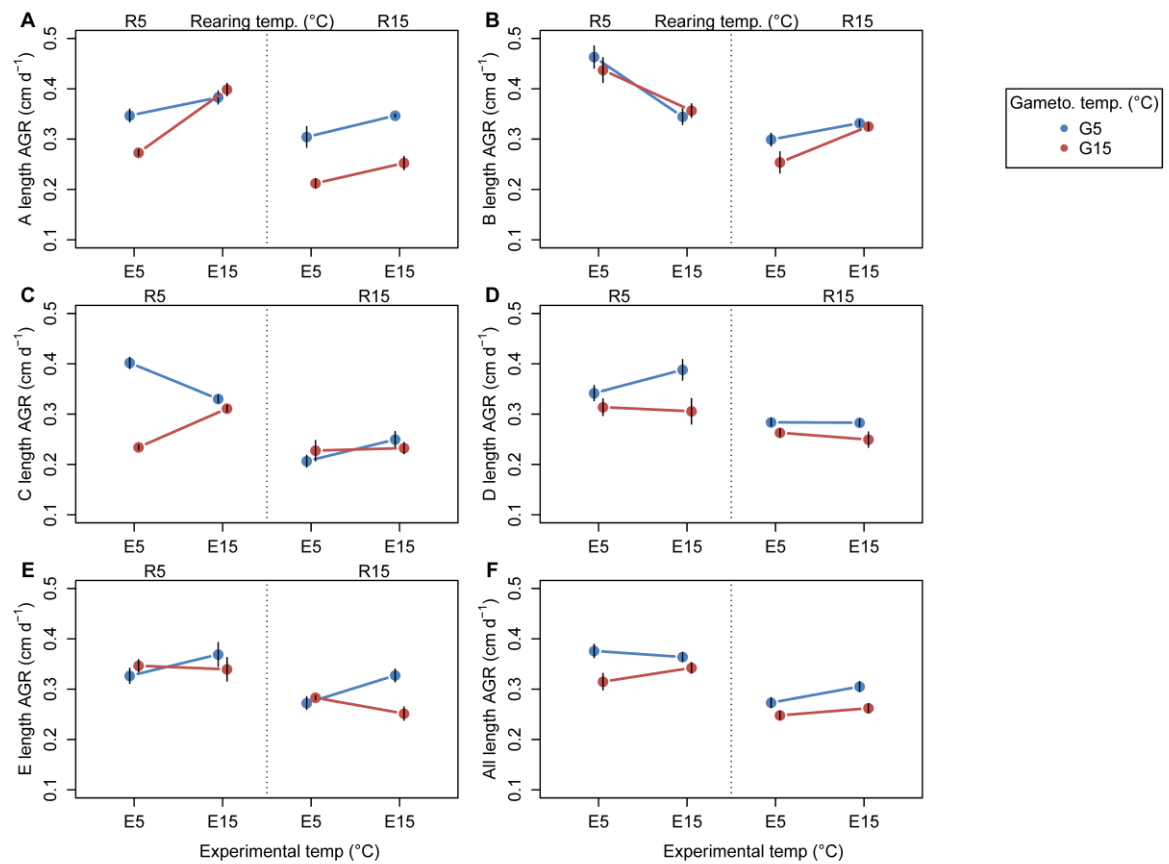 A
R5 Rearing temp. (°C) R15
A length AGR (cm d⁻¹)
0.1 0.2 0.3 0.4 0.5
E5 E15 E5 E15
B
R5 Rearing temp. (°C) R15
B length AGR (cm d⁻¹)
0.1 0.2 0.3 0.4 0.5
E5 E15 E5 E15
Gameto. temp. (°C)
G5
G15
C
R5 R15
C length AGR (cm d⁻¹)
0.1 0.2 0.3 0.4 0.5
E5 E15 E5 E15
D
R5 R15
D length AGR (cm d⁻¹)
0.1 0.2 0.3 0.4 0.5
E5 E15 E5 E15
E
R5 R15
E length AGR (cm d⁻¹)
0.1 0.2 0.3 0.4 0.5
E5 E15 E5 E15
Experimental temp (°C)
F
All length AGR (cm d⁻¹)
0.1 0.2 0.3 0.4 0.5
E5 E15 E5 E15
Experimental temp (°C)